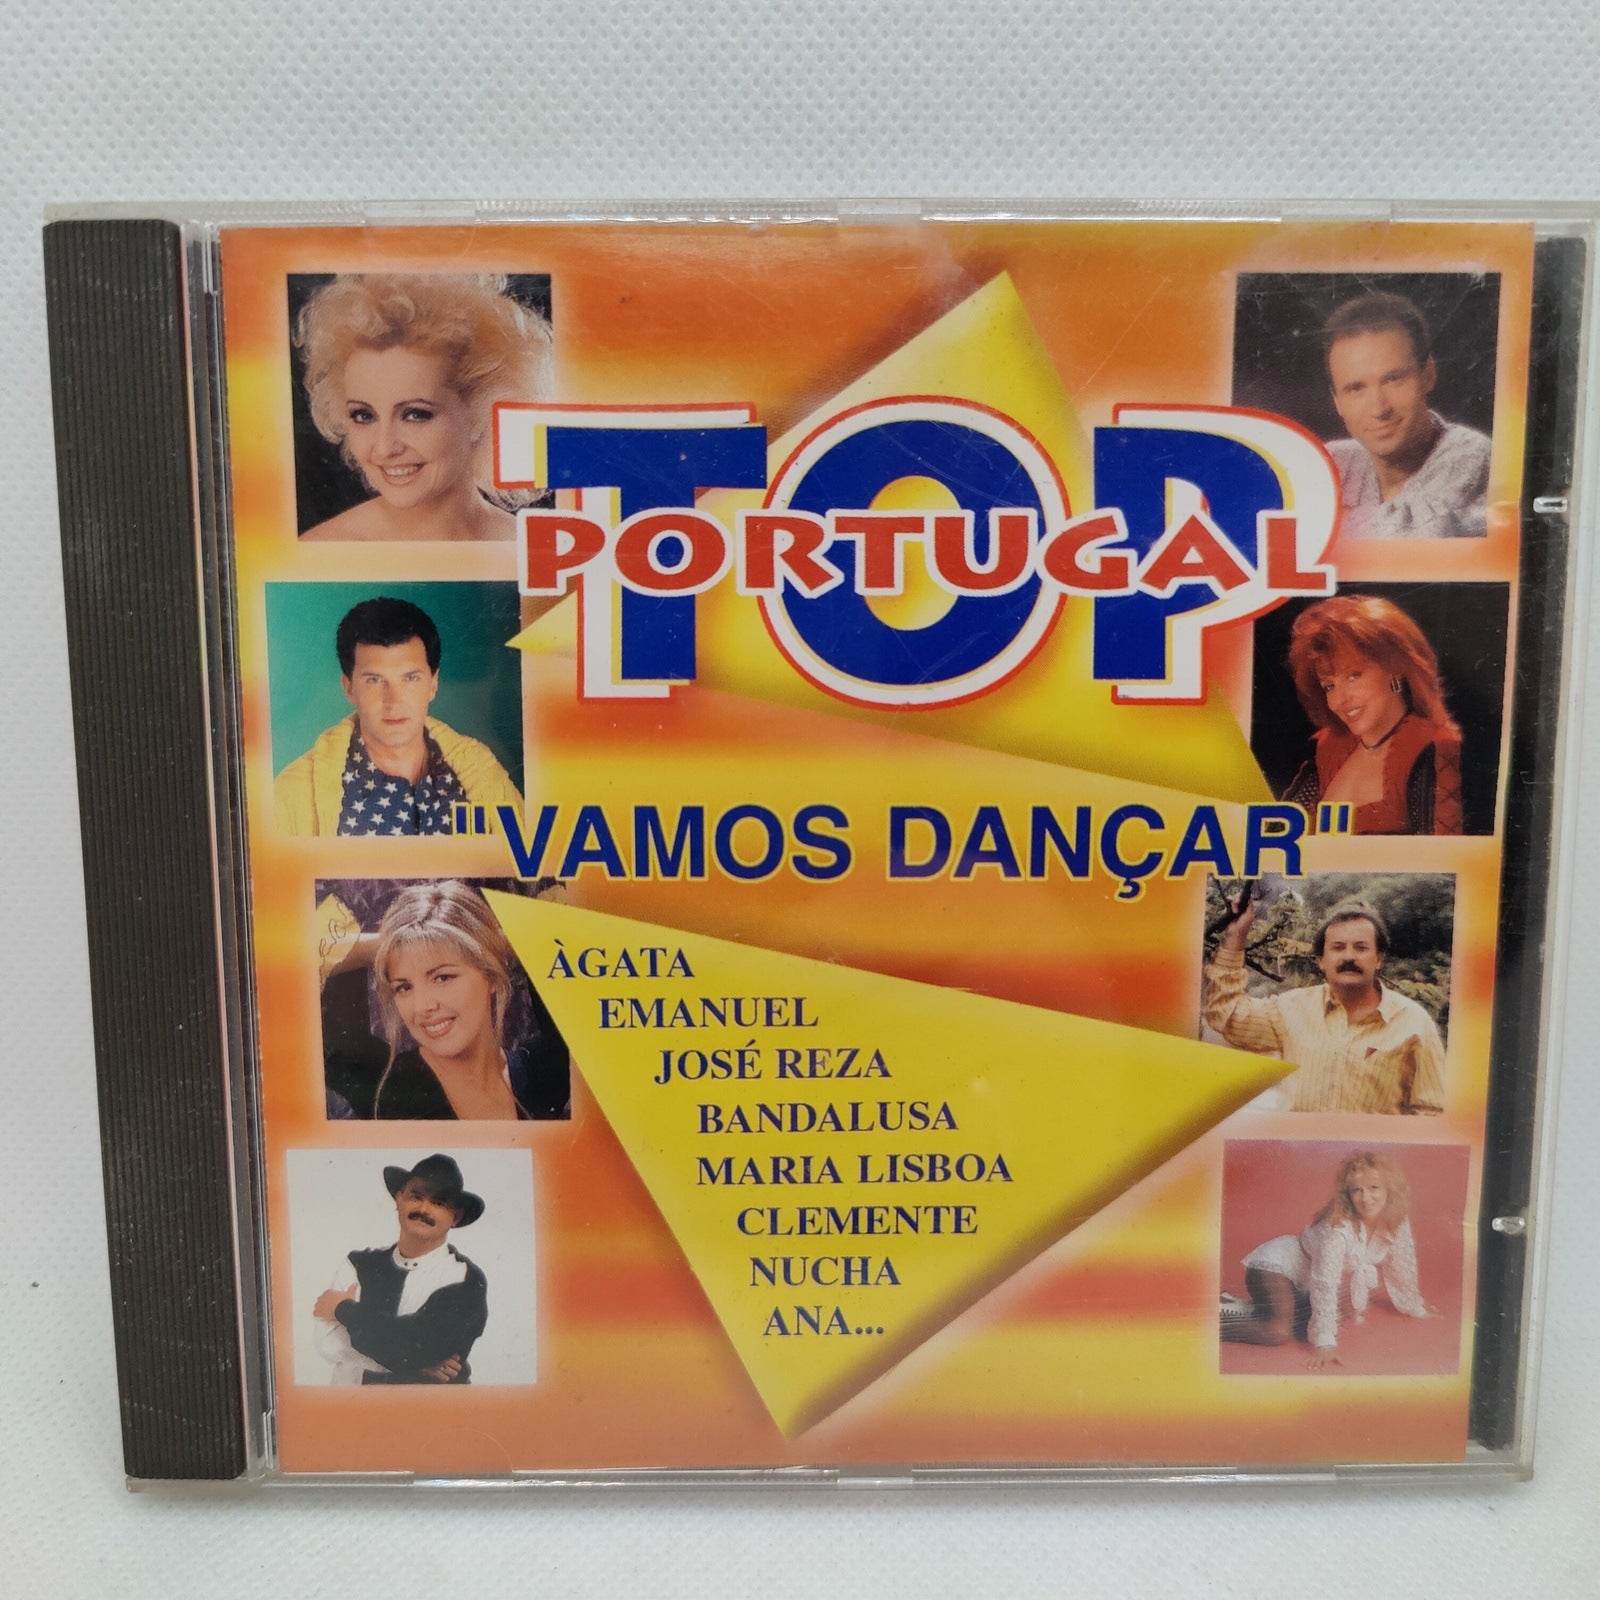 TOP
PORTUGAL
"VAMOS DANÇAR"
ÀGATA
EMANUEL
JOSÉ REZA
BANDALUSA
MARIA LISBOA
CLEMENTE
NUCHA
ANA...